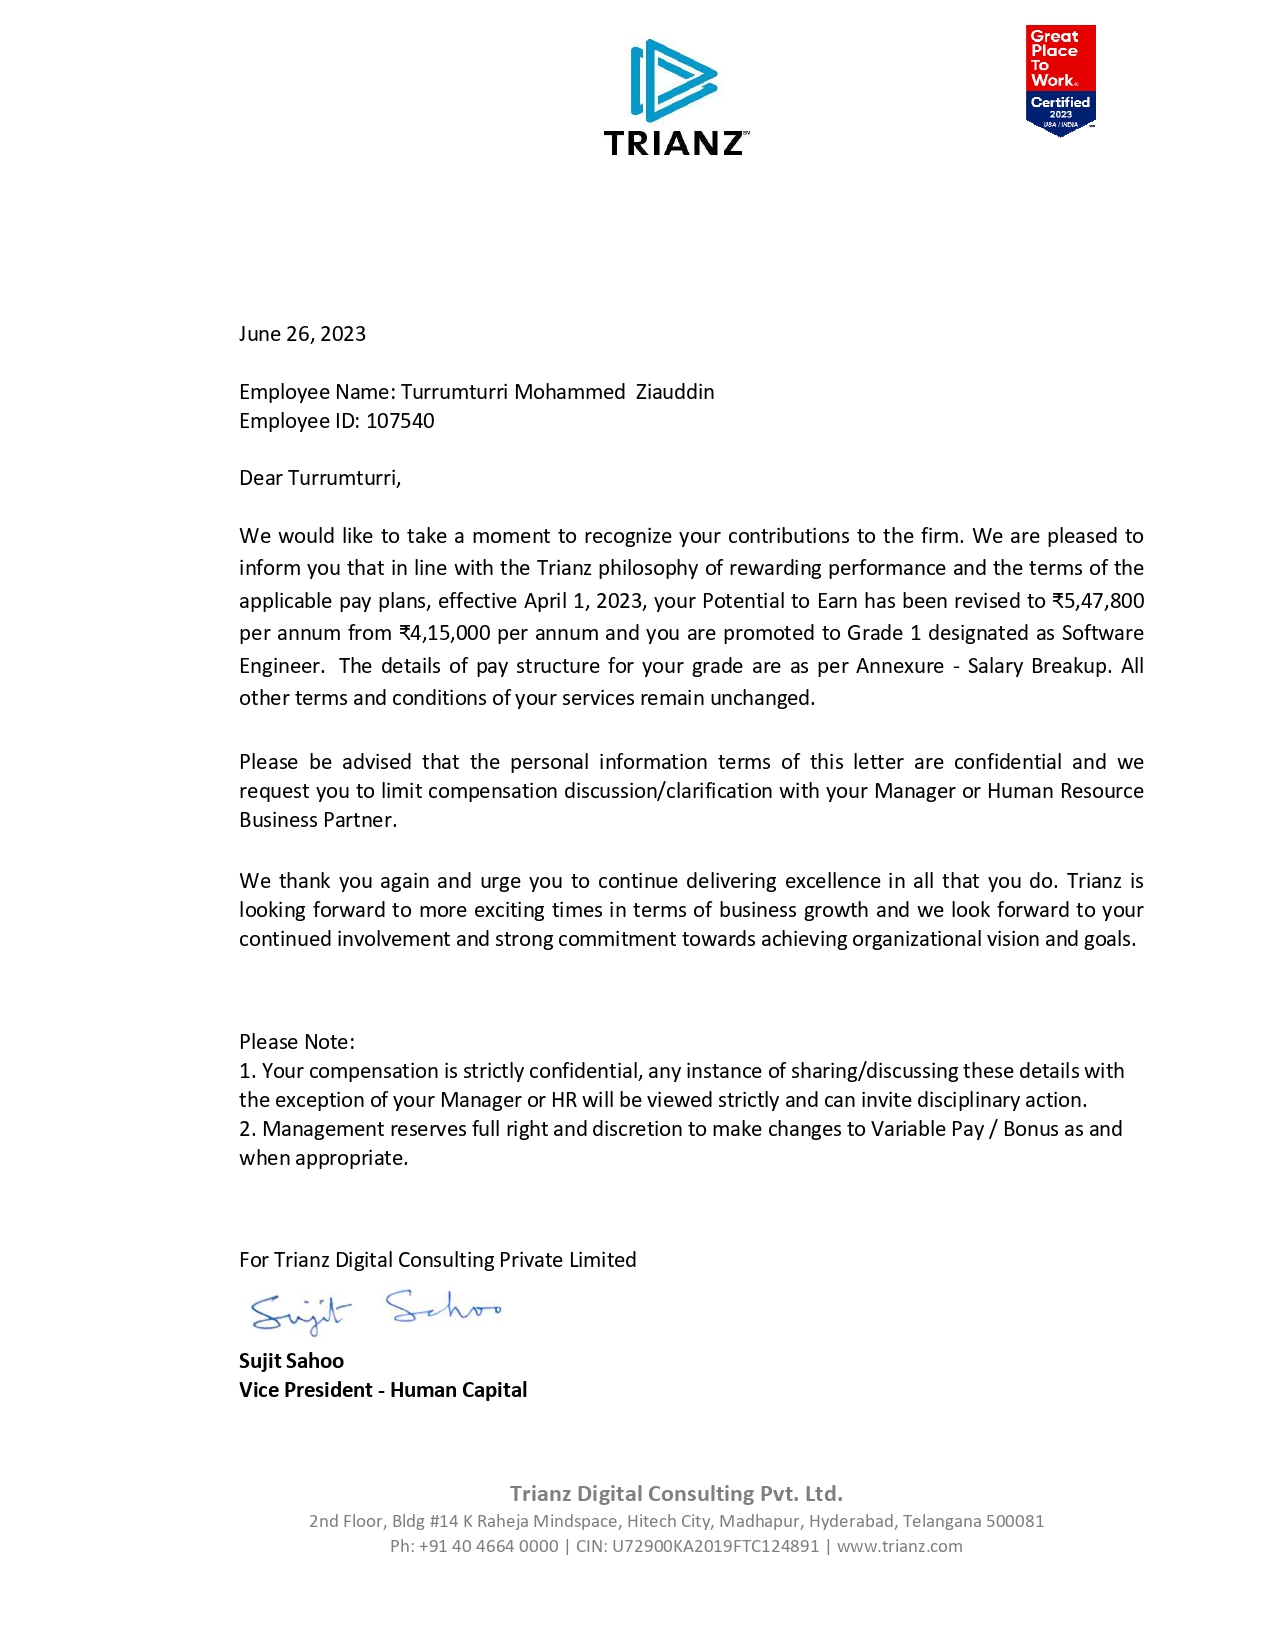 Great
Place
To
Work®
Certified
2023
USA / INDIA
TRIANZ
June 26, 2023
Employee Name: Turrumturri Mohammed  Ziauddin
Employee ID: 107540
Dear Turrumturri,
We would like to take a moment to recognize your contributions to the firm. We are pleased to
inform you that in line with the Trianz philosophy of rewarding performance and the terms of the
applicable pay plans, effective April 1, 2023, your Potential to Earn has been revised to ₹5,47,800
per annum from ₹4,15,000 per annum and you are promoted to Grade 1 designated as Software
Engineer.  The details of pay structure for your grade are as per Annexure - Salary Breakup. All
other terms and conditions of your services remain unchanged.
Please be advised that the personal information terms of this letter are confidential and we
request you to limit compensation discussion/clarification with your Manager or Human Resource
Business Partner.
We thank you again and urge you to continue delivering excellence in all that you do. Trianz is
looking forward to more exciting times in terms of business growth and we look forward to your
continued involvement and strong commitment towards achieving organizational vision and goals.
Please Note:
1. Your compensation is strictly confidential, any instance of sharing/discussing these details with
the exception of your Manager or HR will be viewed strictly and can invite disciplinary action.
2. Management reserves full right and discretion to make changes to Variable Pay / Bonus as and
when appropriate.
For Trianz Digital Consulting Private Limited
Sujit Sahoo
Sujit Sahoo
Vice President - Human Capital
Trianz Digital Consulting Pvt. Ltd.
2nd Floor, Bldg #14 K Raheja Mindspace, Hitech City, Madhapur, Hyderabad, Telangana 500081
Ph: +91 40 4664 0000 | CIN: U72900KA2019FTC124891 | www.trianz.com